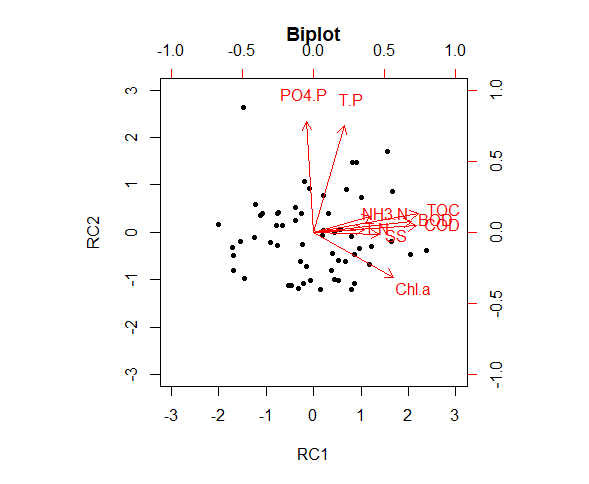 Biplot
-1.0 -0.5 0.0 0.5 1.0
3 2 1 0 -1 -2 -3
RC2
PO4.P T.P
NH3.N TOC
BOD
T.N COD
SS
Chl.a
1.0 0.5 0.0 -0.5 -1.0
-3 -2 -1 0 1 2 3
RC1